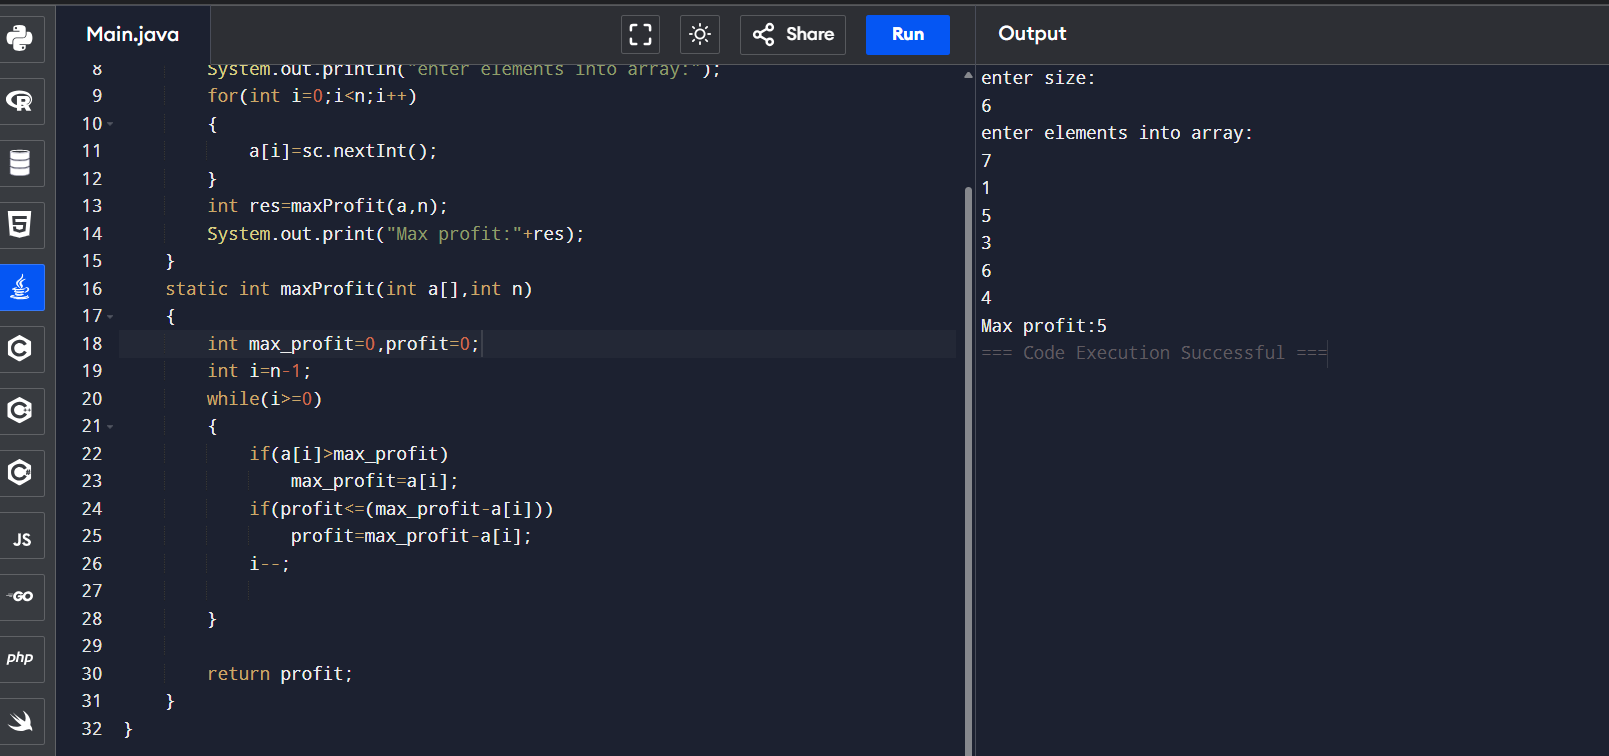 Main.java
Share
Run
Output
8 System.out.println("enter elements into array:");
9 for(int i=0;i<n;i++)
10 {
11 a[i]=sc.nextInt();
12 }
13 int res=maxProfit(a,n);
14 System.out.print("Max profit:"+res);
15 }
16 static int maxProfit(int a[],int n)
17 {
18 int max_profit=0,profit=0;
19 int i=n-1;
20 while(i>=0)
21 {
22 if(a[i]>max_profit)
23 max_profit=a[i];
24 if(profit<=(max_profit-a[i]))
25 profit=max_profit-a[i];
26 i--;
27
28 }
29
30 return profit;
31 }
32 }
enter size:
6
enter elements into array:
7
1
5
3
6
4
Max profit:5
=== Code Execution Successful ===
R
5
C
C
C
JS
GO
php